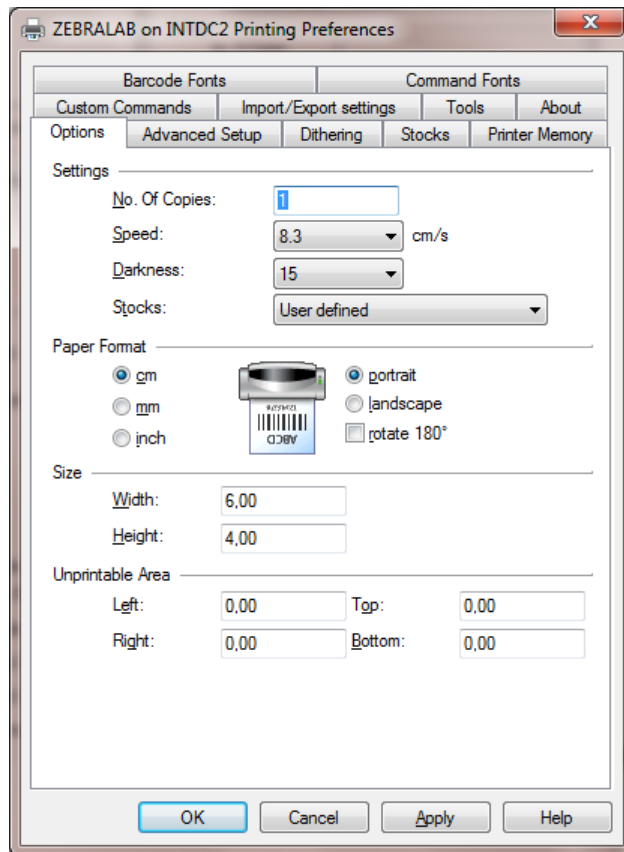 ZEBRALAB on INTDC2 Printing Preferences
Barcode Fonts Command Fonts
Custom Commands Import/Export settings Tools About
Options Advanced Setup Dithering Stocks Printer Memory
Settings
No. Of Copies: 1
Speed: 8.3 cm/s
Darkness: 15
Stocks: User defined
Paper Format
cm portrait
mm landscape
inch rotate 180°
12345678
ABCD
Size
Width: 6,00
Height: 4,00
Unprintable Area
Left: 0,00 Top: 0,00
Right: 0,00 Bottom: 0,00
OK Cancel Apply Help